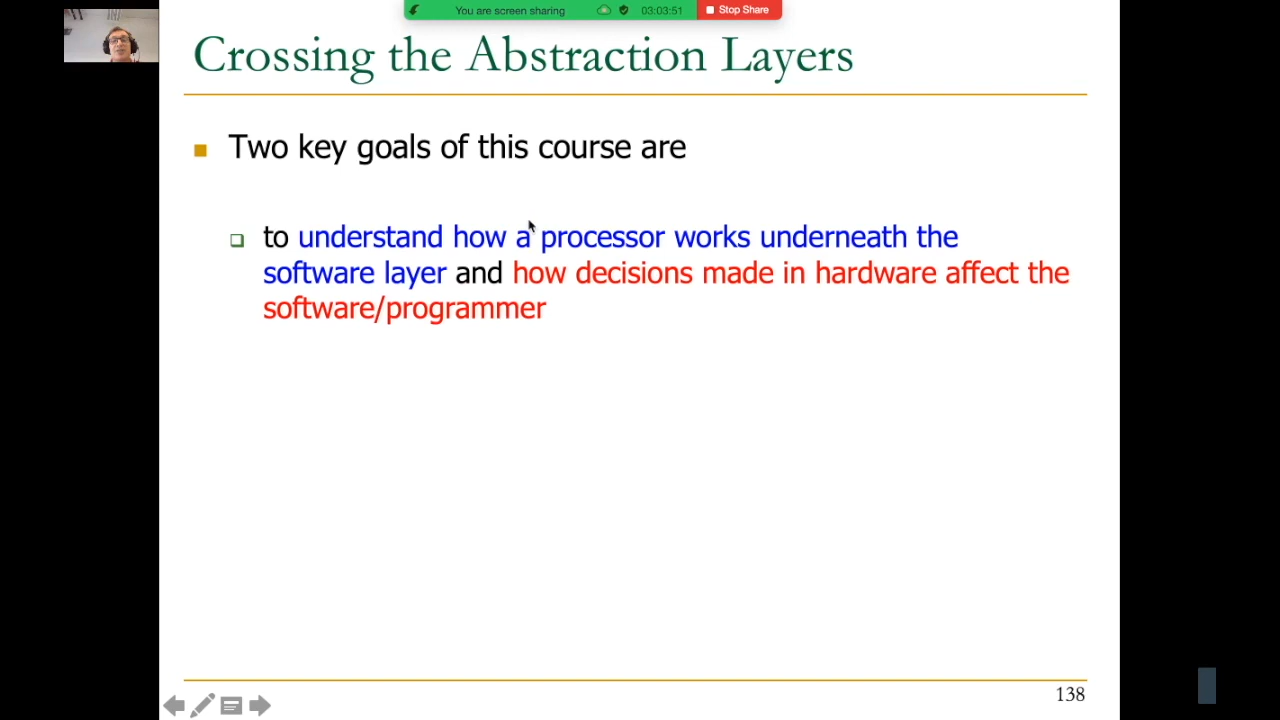 You are screen sharing 03:03:51 Stop Share
Crossing the Abstraction Layers
Two key goals of this course are
to understand how a processor works underneath the
software layer and how decisions made in hardware affect the
software/programmer
138